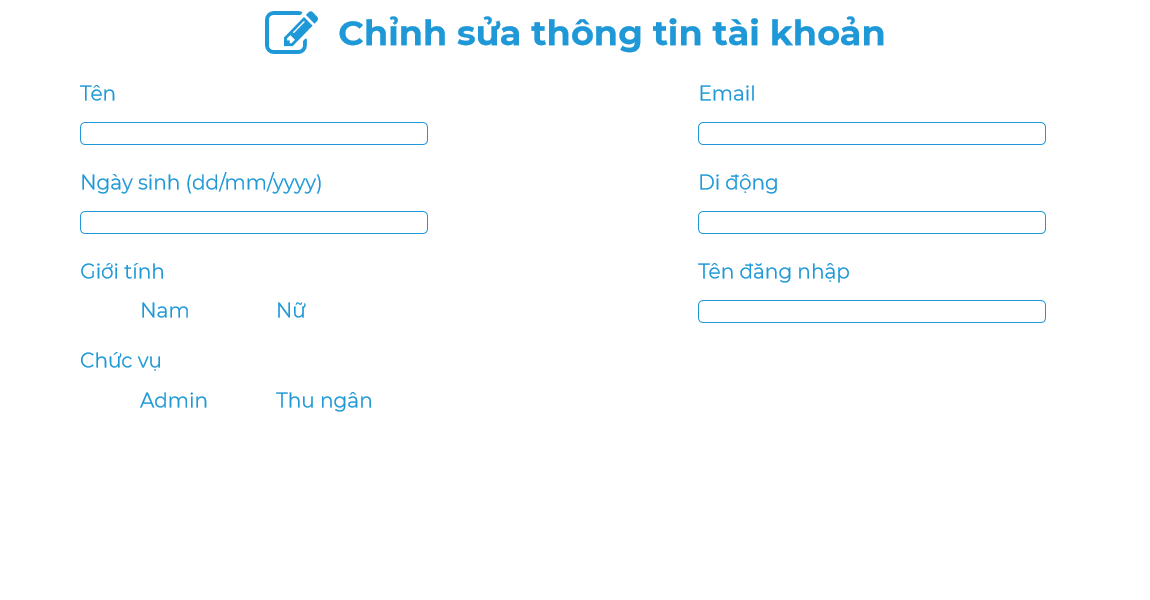 Chỉnh sửa thông tin tài khoản
Tên
Email
Ngày sinh (dd/mm/yyyy)
Di động
Giới tính
Tên đăng nhập
Nam
Nữ
Chức vụ
Admin
Thu ngân